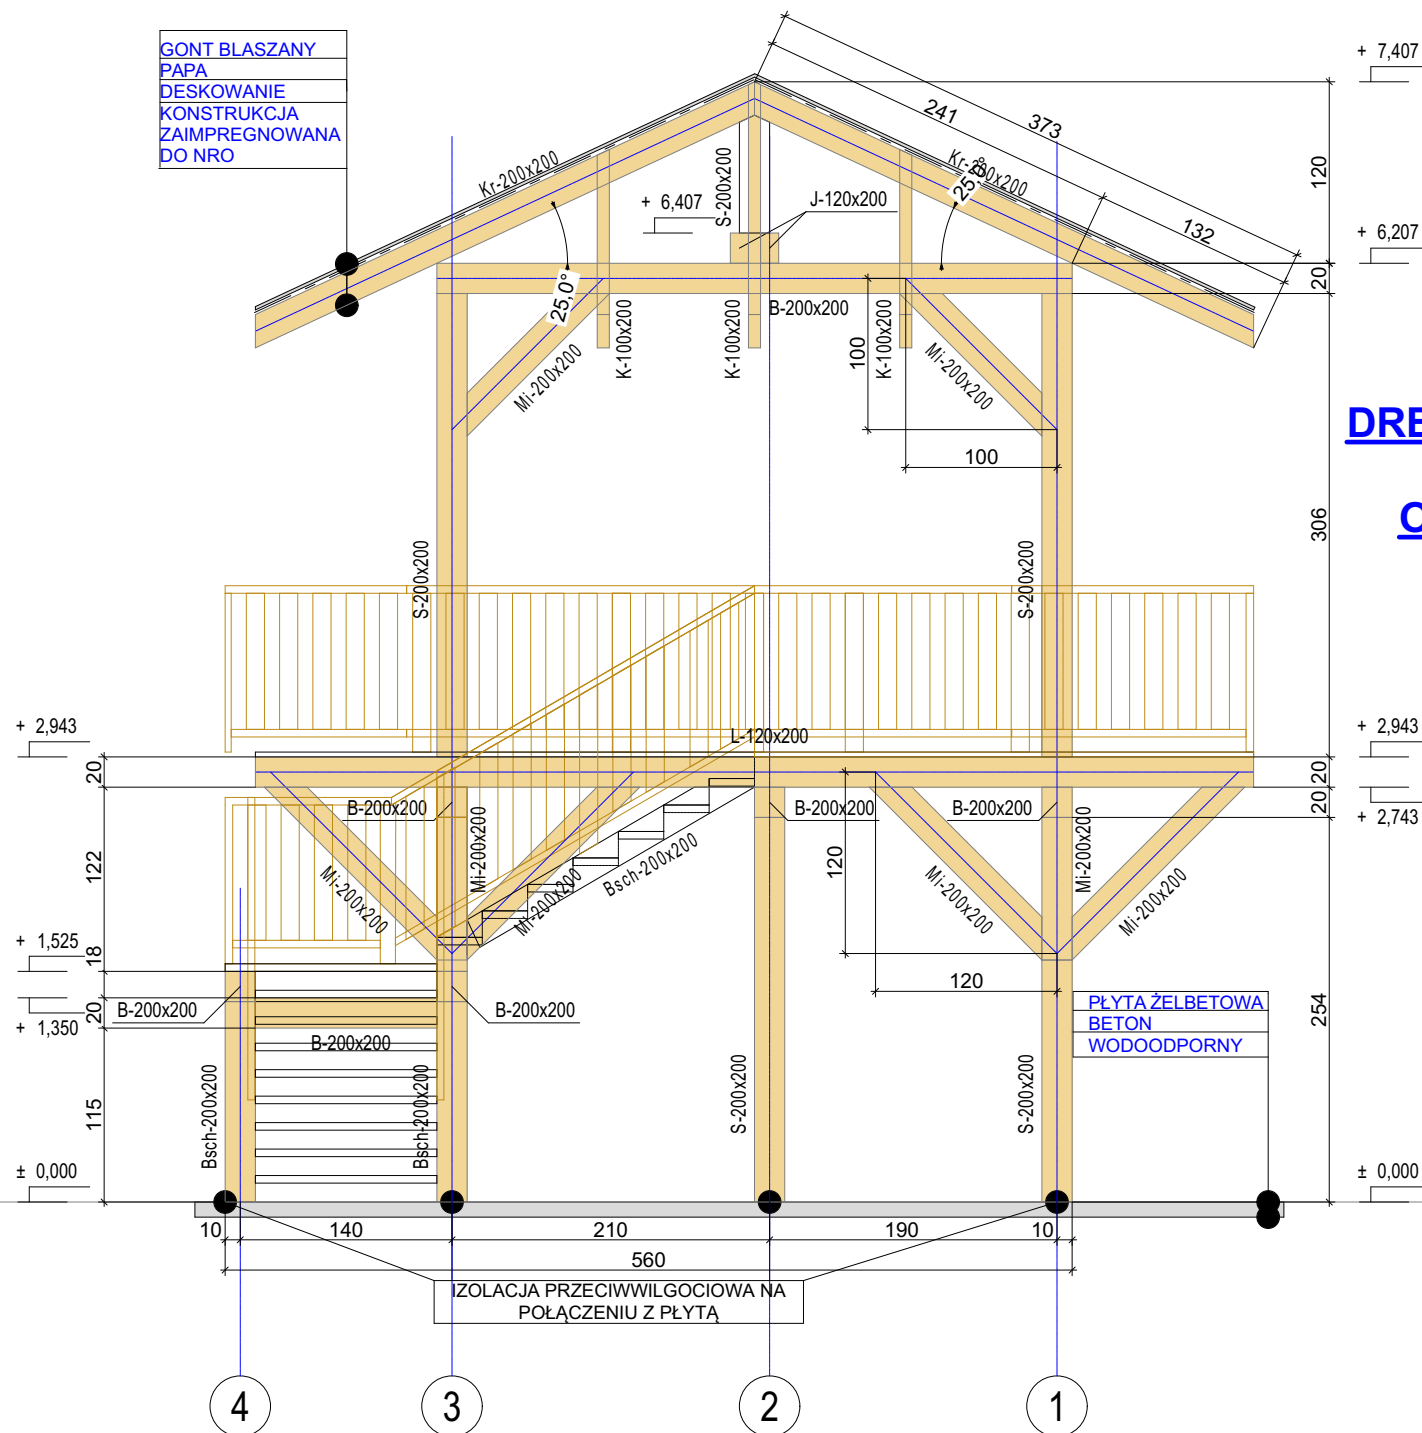 GONT BLASZANY
PAPA
DESKOWANIE
KONSTRUKCJA
ZAIMPREGNOWANA
DO NRO
+ 7,407
241
373
Kr-200x200
Kr-200x200
25,0°
120
S-200x200
+ 6,407
J-120x200
132
+ 6,207
20
25,0°
K-100x200
K-100x200
B-200x200
K-100x200
100
Mi-200x200
Mi-200x200
DRE
100
O
306
S-200x200
S-200x200
+ 2,943
L-120x200
+ 2,943
20
20
B-200x200
B-200x200
B-200x200
20
+ 2,743
122
Mi-200x200
Mi-200x200
Mi-200x200
Bsch-200x200
120
Mi-200x200
Mi-200x200
Mi-200x200
+ 1,525
18
120
B-200x200
B-200x200
20
+ 1,350
B-200x200
PŁYTA ŻELBETOWA
BETON
WODOODPORNY
254
115
Bsch-200x200
Bsch-200x200
S-200x200
S-200x200
± 0,000
± 0,000
10
140
210
190
10
560
IZOLACJA PRZECIWWILGOCIOWA NA
POŁĄCZENIU Z PŁYTĄ
4
3
2
1